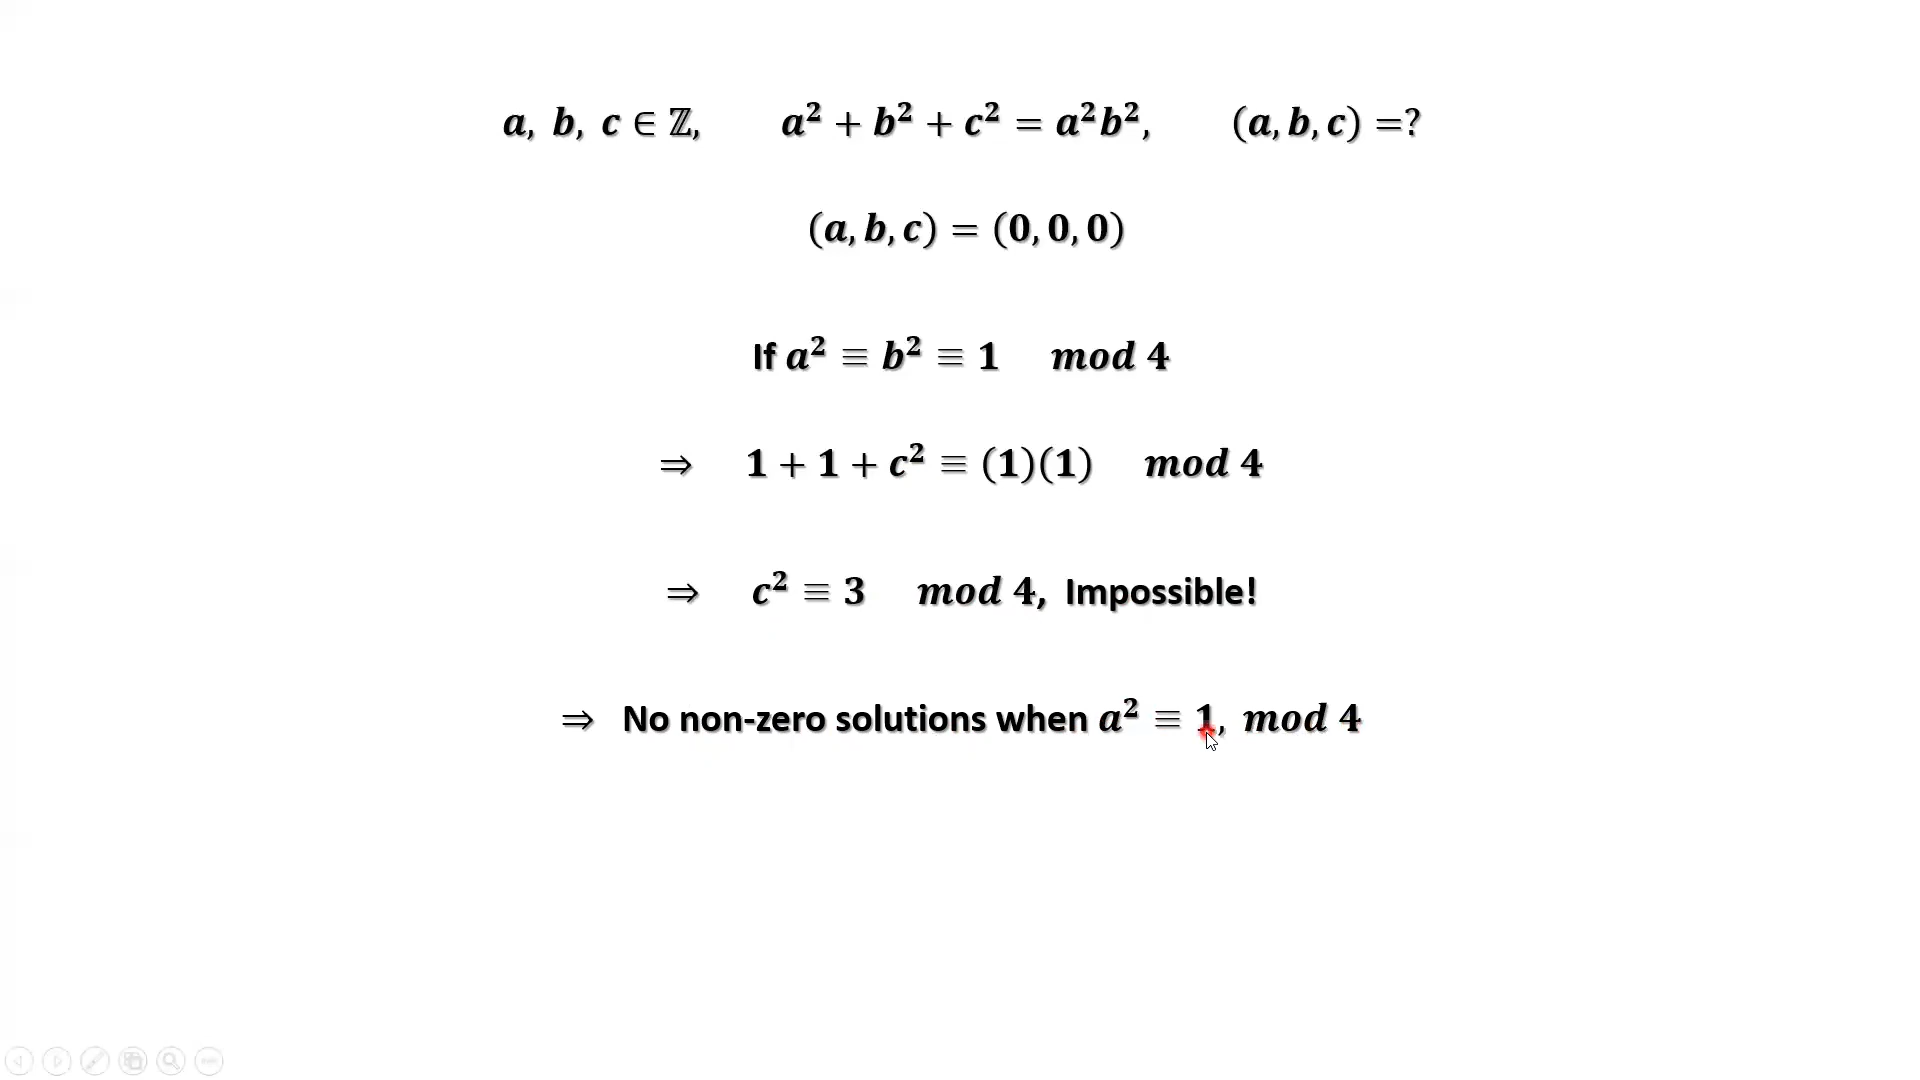 a, b, c ∈ ℤ, a² + b² + c² = a²b², (a, b, c) =?
(a, b, c) = (0, 0, 0)
If a² ≡ b² ≡ 1 mod 4
⇒ 1 + 1 + c² ≡ (1)(1) mod 4
⇒ c² ≡ 3 mod 4, Impossible!
⇒ No non-zero solutions when a² ≡ 1, mod 4